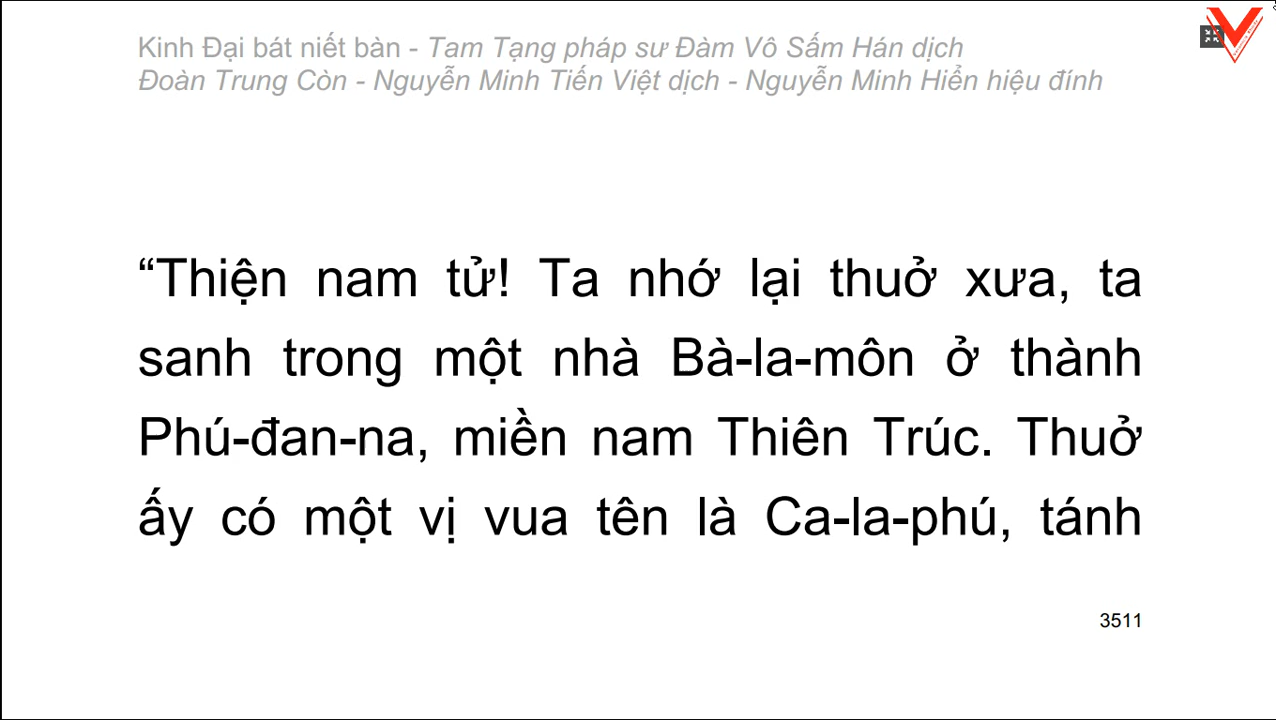 Kinh Đại bát niết bàn - Tam Tạng pháp sư Đàm Vô Sấm Hán dịch
Đoàn Trung Còn - Nguyễn Minh Tiến Việt dịch - Nguyễn Minh Hiển hiệu đính
“Thiện nam tử! Ta nhớ lại thuở xưa, ta
sanh trong một nhà Bà-la-môn ở thành
Phú-đan-na, miền nam Thiên Trúc. Thuở
ấy có một vị vua tên là Ca-la-phú, tánh
3511